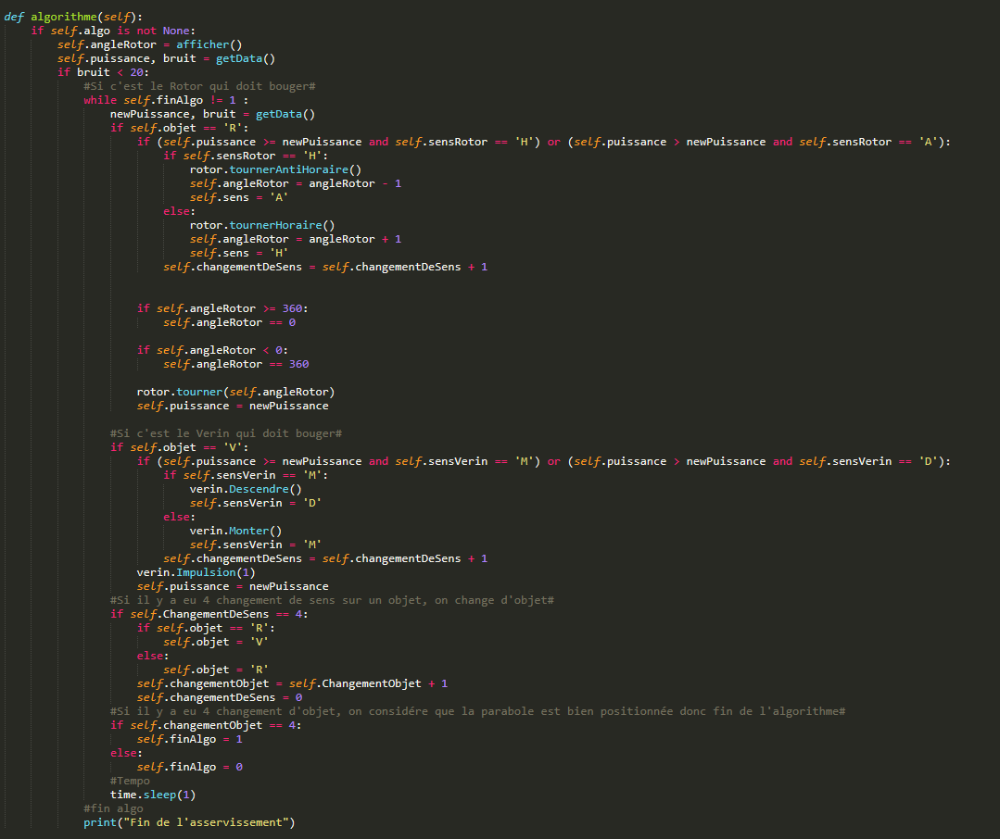 def algorithme(self):
    if self.algo is not None:
        self.angleRotor = afficher()
        self.puissance, bruit = getData()
        if bruit < 20:
            #Si c'est le Rotor qui doit bouger#
            while self.finAlgo != 1 :
                newPuissance, bruit = getData()
                if self.objet == 'R':
                    if (self.puissance >= newPuissance and self.sensRotor == 'H') or (self.puissance > newPuissance and self.sensRotor == 'A'):
                        if self.sensRotor == 'H':
                            rotor.tournerAntiHoraire()
                            self.angleRotor = angleRotor - 1
                            self.sens = 'A'
                        else:
                            rotor.tournerHoraire()
                            self.angleRotor = angleRotor + 1
                            self.sens = 'H'
                        self.changementDeSens = self.changementDeSens + 1
                    if self.angleRotor >= 360:
                        self.angleRotor == 0
                    if self.angleRotor < 0:
                        self.angleRotor == 360
                    rotor.tourner(self.angleRotor)
                    self.puissance = newPuissance
                #Si c'est le Verin qui doit bouger#
                if self.objet == 'V':
                    if (self.puissance >= newPuissance and self.sensVerin == 'M') or (self.puissance > newPuissance and self.sensVerin == 'D'):
                        if self.sensVerin == 'M':
                            verin.Descendre()
                            self.sensVerin = 'D'
                        else:
                            verin.Monter()
                            self.sensVerin = 'M'
                        self.changementDeSens = self.changementDeSens + 1
                    verin.Impulsion(1)
                    self.puissance = newPuissance
                #Si il y a eu 4 changement de sens sur un objet, on change d'objet#
                if self.ChangementDeSens == 4:
                    if self.objet == 'R':
                        self.objet = 'V'
                    else:
                        self.objet = 'R'
                    self.changementObjet = self.ChangementObjet + 1
                    self.changementDeSens = 0
                #Si il y a eu 4 changement d'objet, on considére que la parabole est bien positionnée donc fin de l'algorithme#
                if self.changementObjet == 4:
                    self.finAlgo = 1
                else:
                    self.finAlgo = 0
                #Tempo
                time.sleep(1)
            #fin algo
            print("Fin de l'asservissement")